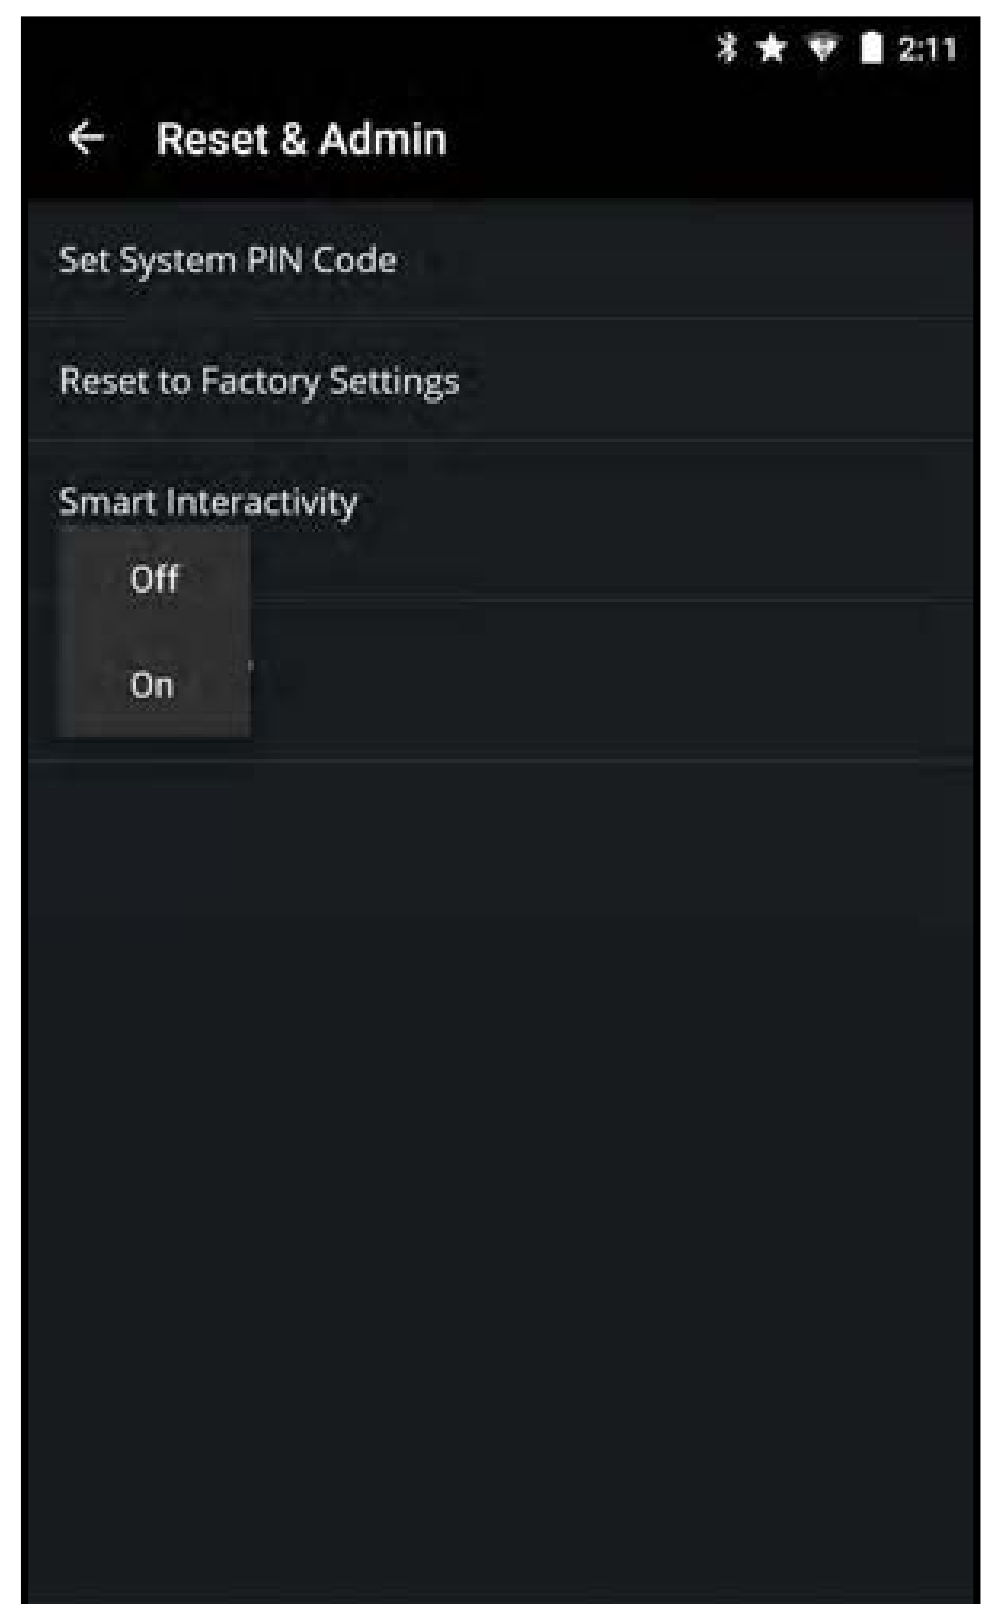 2:11
Reset & Admin
Set System PIN Code
Reset to Factory Settings
Smart Interactivity
Off
On